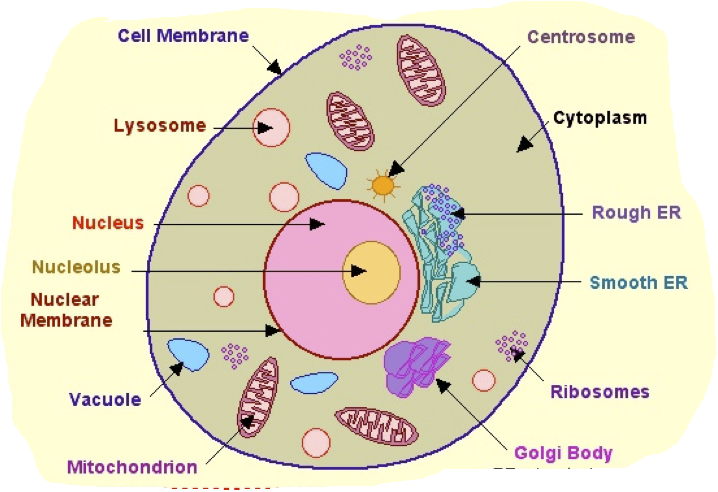 Cell Membrane
Centrosome
Lysosome
Cytoplasm
Nucleus
Rough ER
Nucleolus
Smooth ER
Nuclear
Membrane
Vacuole
Ribosomes
Golgi Body
Mitochondrion